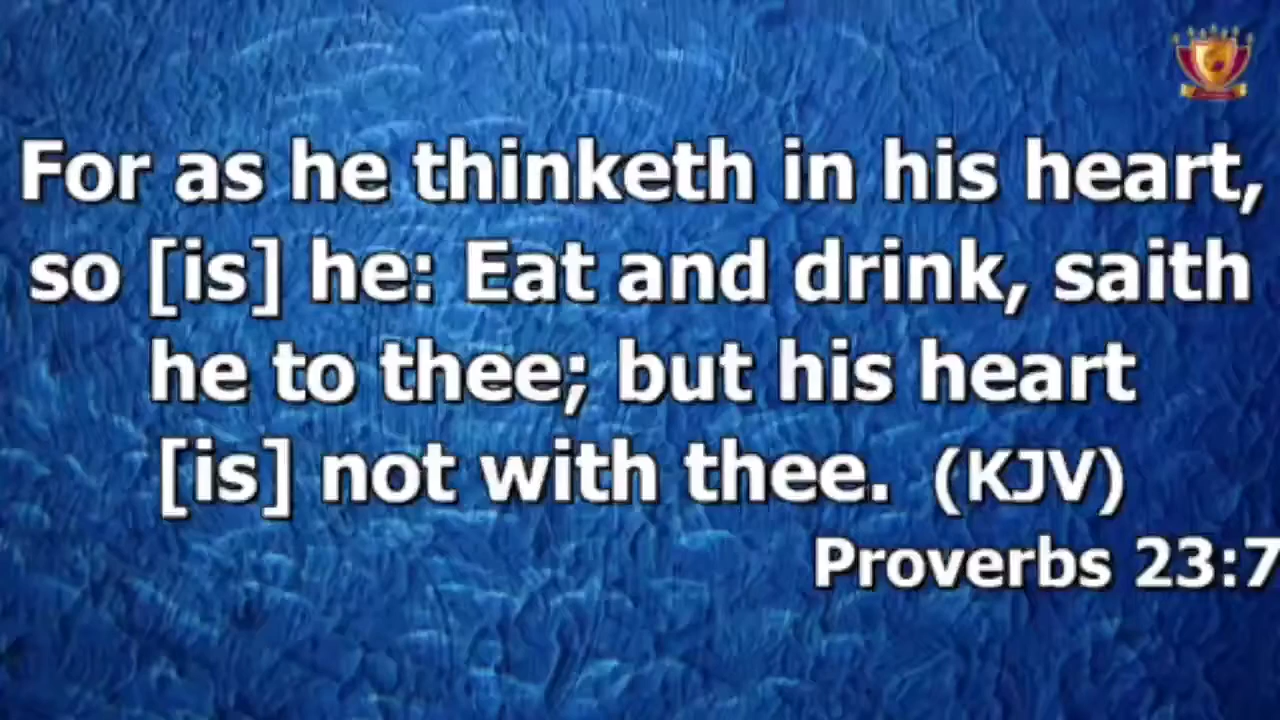 For as he thinketh in his heart,
so [is] he: Eat and drink, saith
he to thee; but his heart
[is] not with thee. (KJV)
Proverbs 23:7